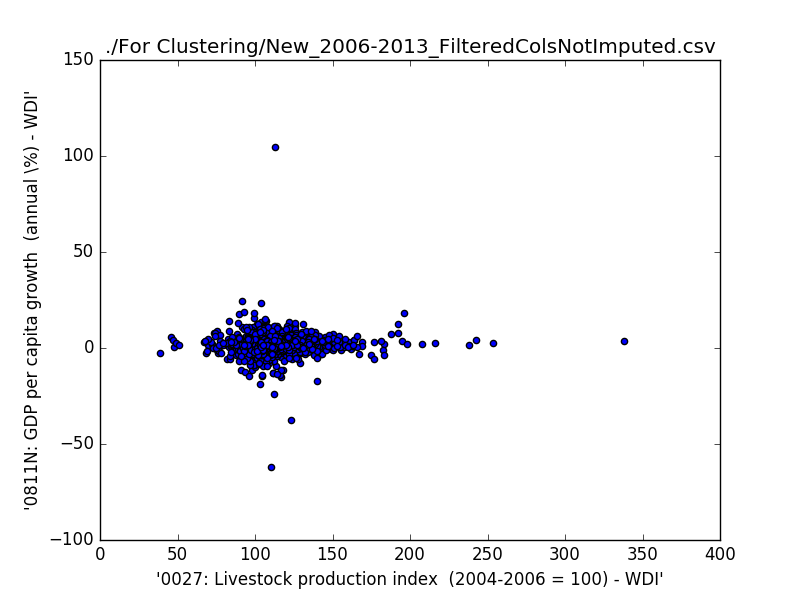 ./For Clustering/New_2006-2013_FilteredColsNotImputed.csv
150
100
50
0
−50
−100
'0811N: GDP per capita growth  (annual \%) - WDI'
0 50 100 150 200 250 300 350 400
'0027: Livestock production index  (2004-2006 = 100) - WDI'